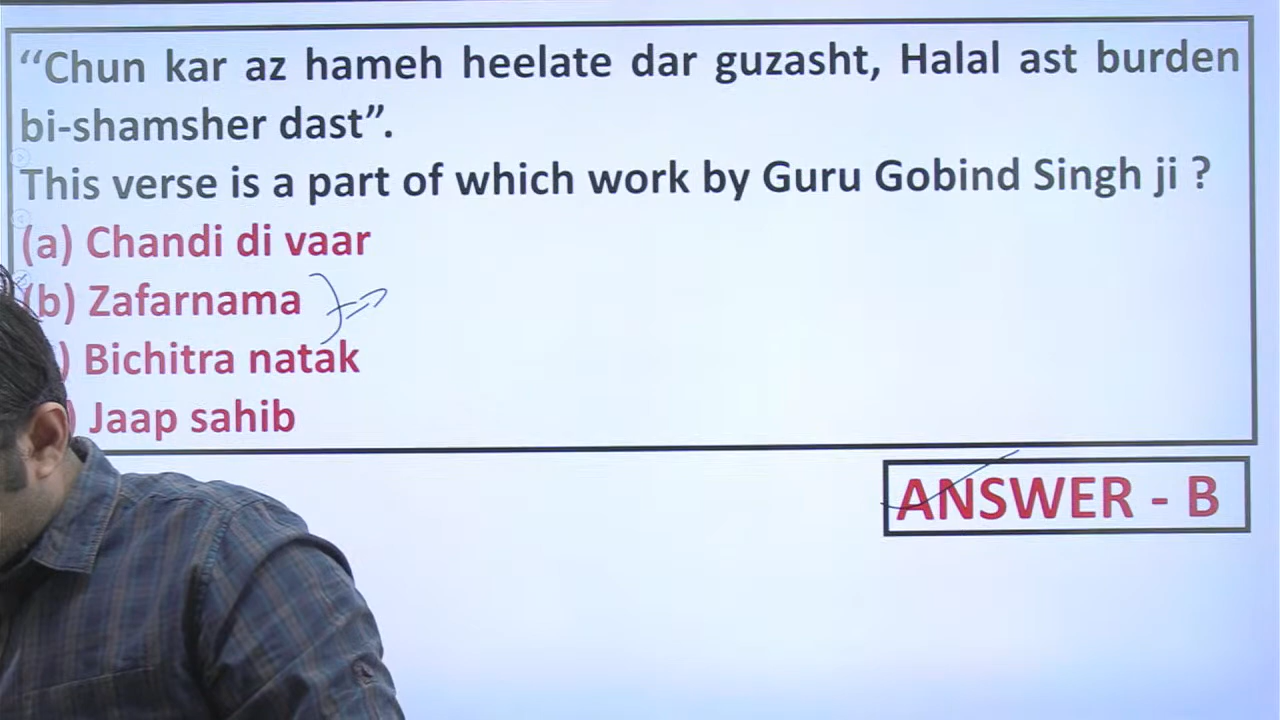 ‘‘Chun kar az hameh heelate dar guzasht, Halal ast burden
bi-shamsher dast”.
This verse is a part of which work by Guru Gobind Singh ji ?
(a) Chandi di vaar
(b) Zafarnama
) Bichitra natak
) Jaap sahib
ANSWER - B